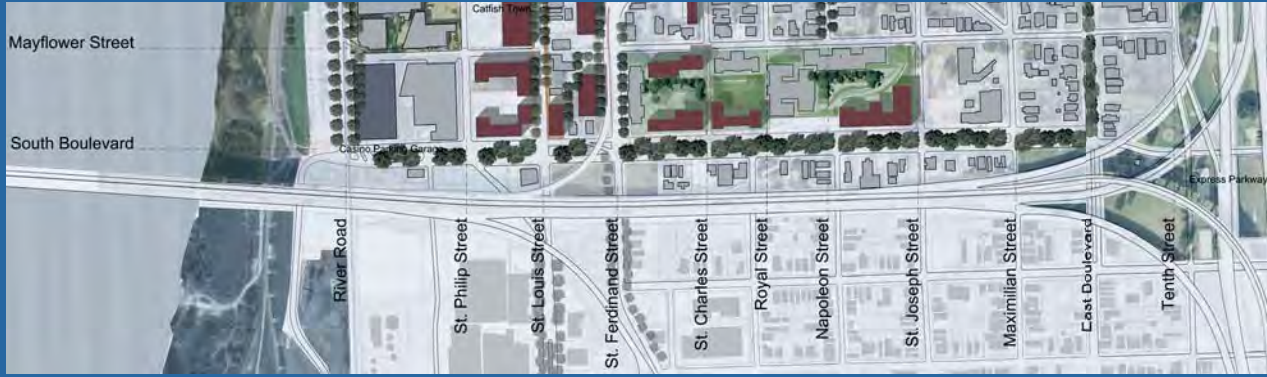 Catfish Town
Mayflower Street
South Boulevard
Casino Parking Garage
Express Parkway
River Road
St. Philip Street
St. Louis Street
St. Ferdinand Street
St. Charles Street
Royal Street
Napoleon Street
St. Joseph Street
Maximilian Street
East Boulevard
Tenth Street